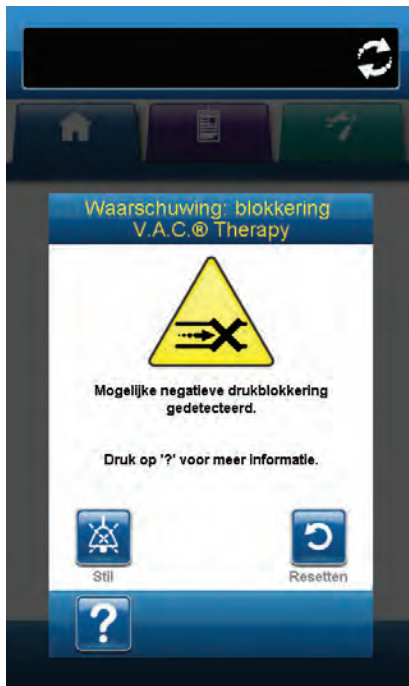 Waarschuwing: blokkering
V.A.C.® Therapy
Mogelijke negatieve drukblokkering
gedetecteerd.
Druk op '?' voor meer informatie.
Stil
Resetten
?